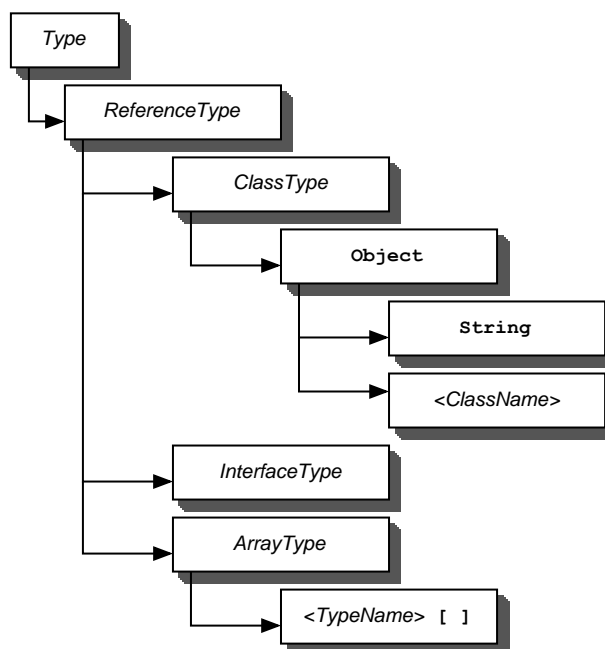 Type
ReferenceType
ClassType
Object
String
<ClassName>
InterfaceType
ArrayType
<TypeName> [ ]